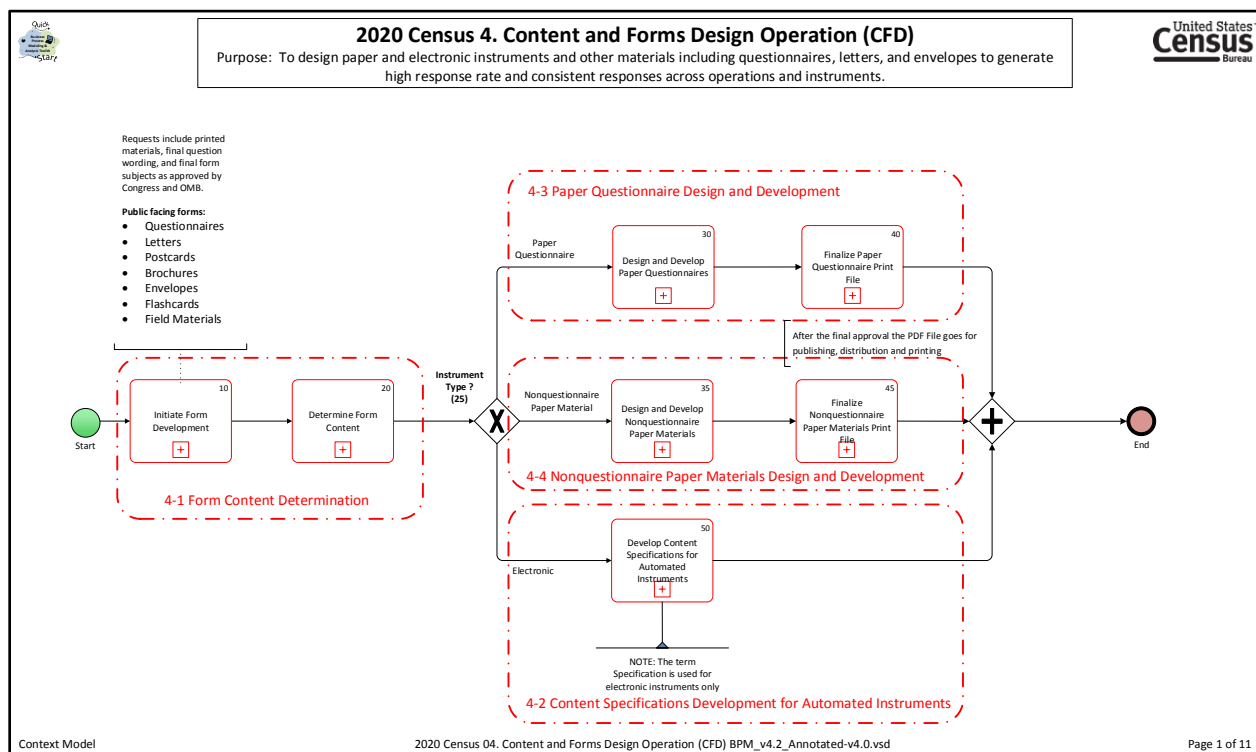 Quick
Business
Process
Modeling &
Analysis Toolkit
Start
2020 Census 4. Content and Forms Design Operation (CFD)
Purpose: To design paper and electronic instruments and other materials including questionnaires, letters, and envelopes to generate
high response rate and consistent responses across operations and instruments.
United States
Census
Bureau
Requests include printed
materials, final question
wording, and final form
subjects as approved by
Congress and OMB.
Public facing forms:
• Questionnaires
• Letters
• Postcards
• Brochures
• Envelopes
• Flashcards
• Field Materials
4-3 Paper Questionnaire Design and Development
Paper
Questionnaire
30
Design and Develop
Paper Questionnaires
40
Finalize Paper
Questionnaire Print
File
After the final approval the PDF File goes for
publishing, distribution and printing
Start
10
Initiate Form
Development
20
Determine Form
Content
4-1 Form Content Determination
Instrument
Type ?
(25)
X
Nonquestionnaire
Paper Material
35
Design and Develop
Nonquestionnaire
Paper Materials
45
Finalize
Nonquestionnaire
Paper Materials Print
File
4-4 Nonquestionnaire Paper Materials Design and Development
End
Electronic
50
Develop Content
Specifications for
Automated
Instruments
NOTE: The term
Specification is used for
electronic instruments only
4-2 Content Specifications Development for Automated Instruments
Context Model
2020 Census 04. Content and Forms Design Operation (CFD) BPM_v4.2_Annotated-v4.0.vsd
Page 1 of 11